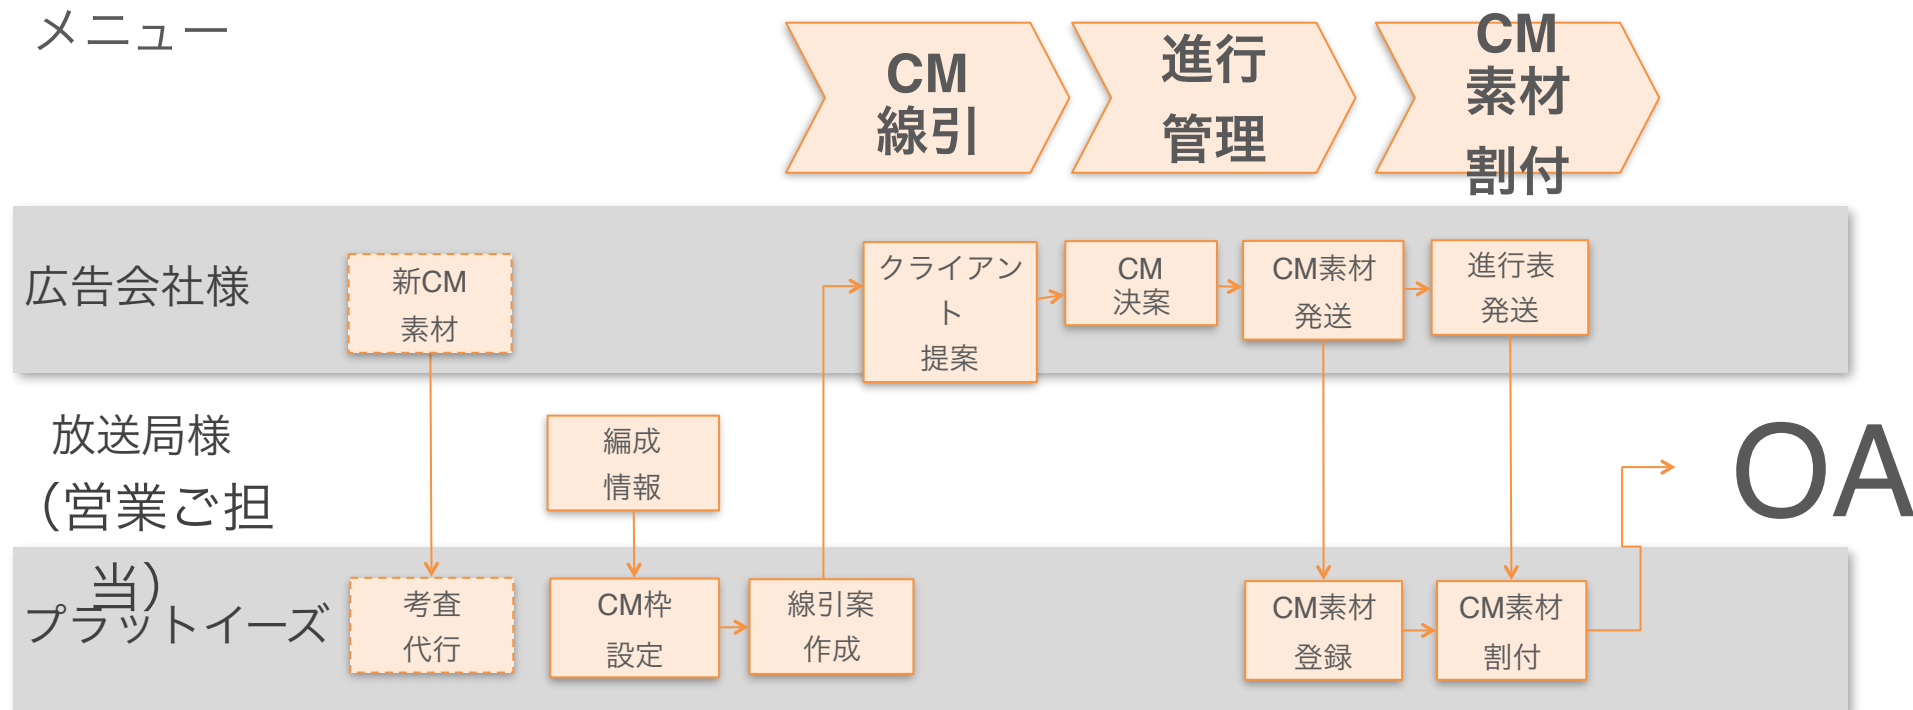 メニュー
CM
線引
進行
管理
CM
素材
割付
広告会社様
新CM
素材
クライアン
ト
提案
CM
決案
CM素材
発送
進行表
発送
放送局様
（営業ご担
当）
編成
情報
OA
プラットイーズ
考査
代行
CM枠
設定
線引案
作成
CM素材
登録
CM素材
割付